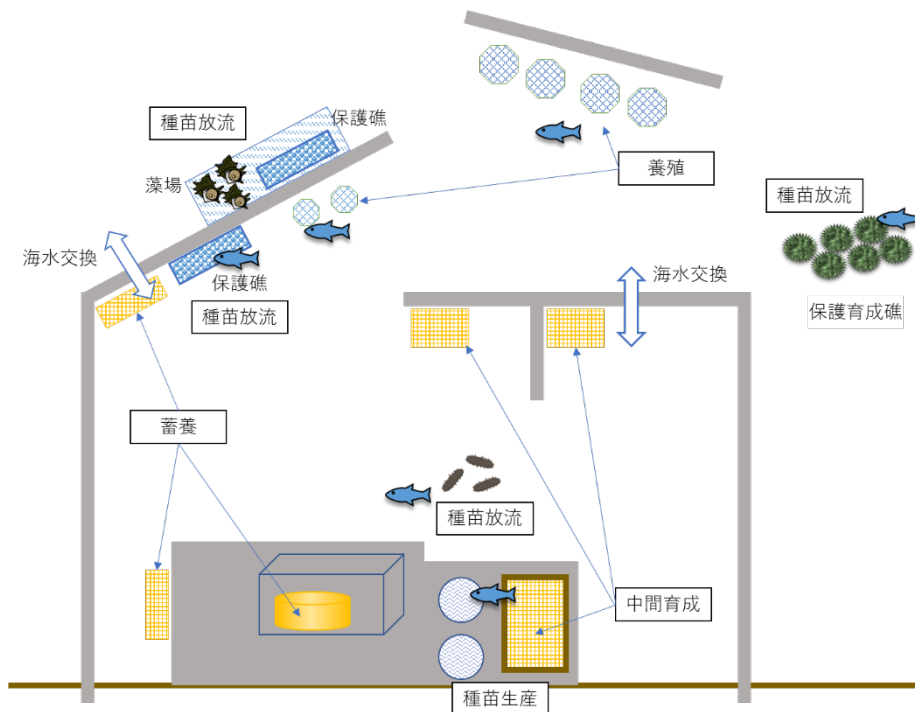 種苗放流
保護礁
藻場
養殖
種苗放流
海水交換
保護礁
種苗放流
海水交換
保護育成礁
蓄養
種苗放流
中間育成
種苗生産